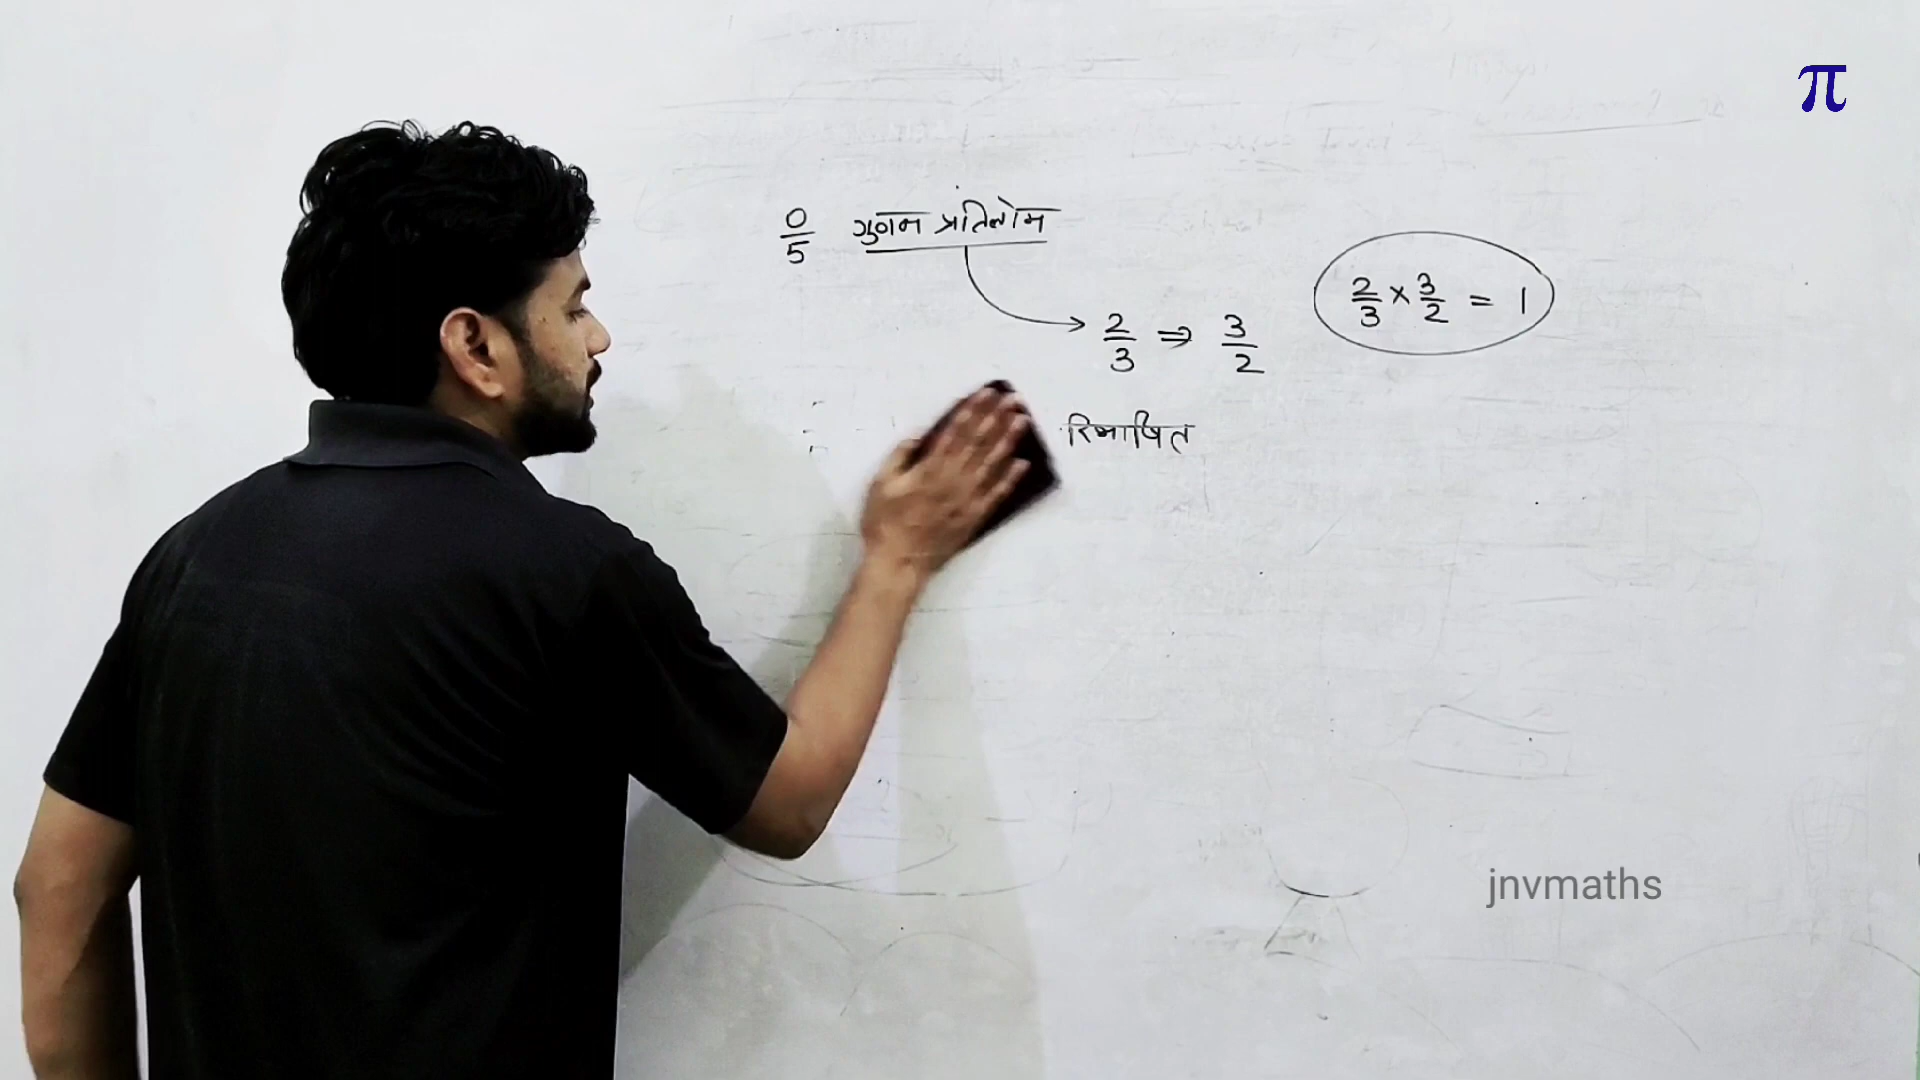 π
0/5 गुणन प्रतिलोम
2/3 × 3/2 = 1
2/3 ⇒ 3/2
रिभाषित
jnvmaths